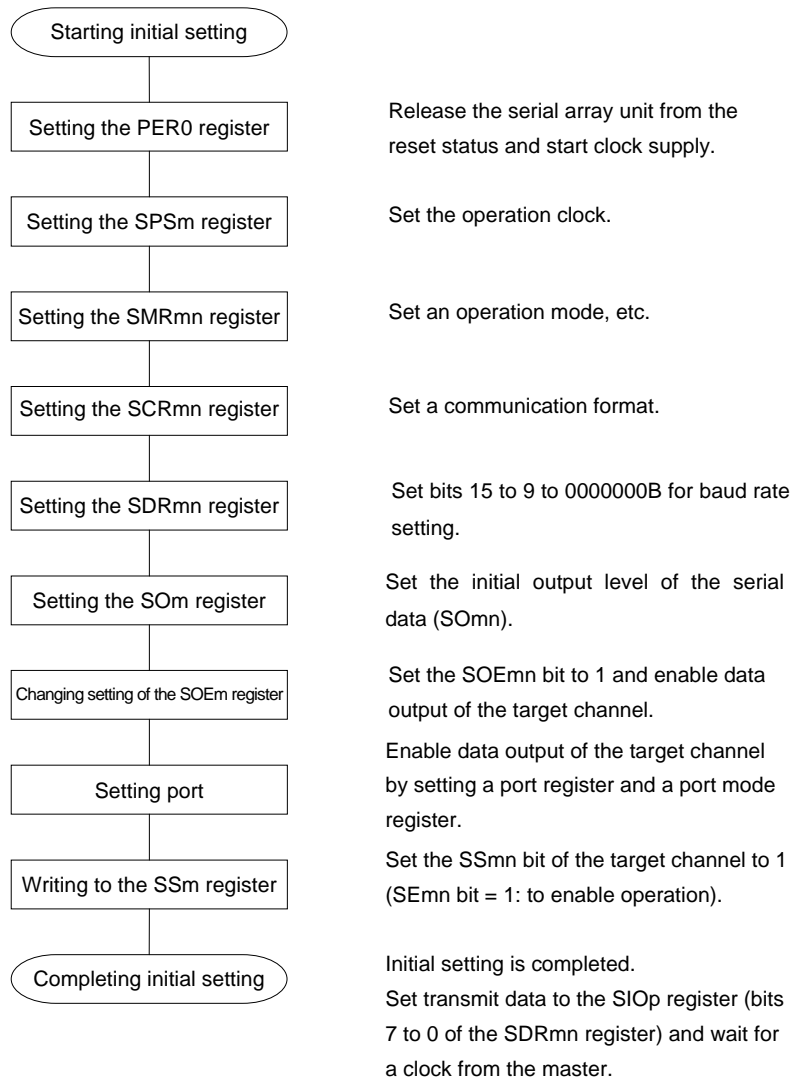 Starting initial setting
Setting the PER0 register
Release the serial array unit from the
reset status and start clock supply.
Setting the SPSm register
Set the operation clock.
Setting the SMRmn register
Set an operation mode, etc.
Setting the SCRmn register
Set a communication format.
Setting the SDRmn register
Set bits 15 to 9 to 0000000B for baud rate
setting.
Setting the SOm register
Set the initial output level of the serial
data (SOmn).
Changing setting of the SOEm register
Set the SOEmn bit to 1 and enable data
output of the target channel.
Setting port
Enable data output of the target channel
by setting a port register and a port mode
register.
Writing to the SSm register
Set the SSmn bit of the target channel to 1
(SEmn bit = 1: to enable operation).
Completing initial setting
Initial setting is completed.
Set transmit data to the SIOp register (bits
7 to 0 of the SDRmn register) and wait for
a clock from the master.